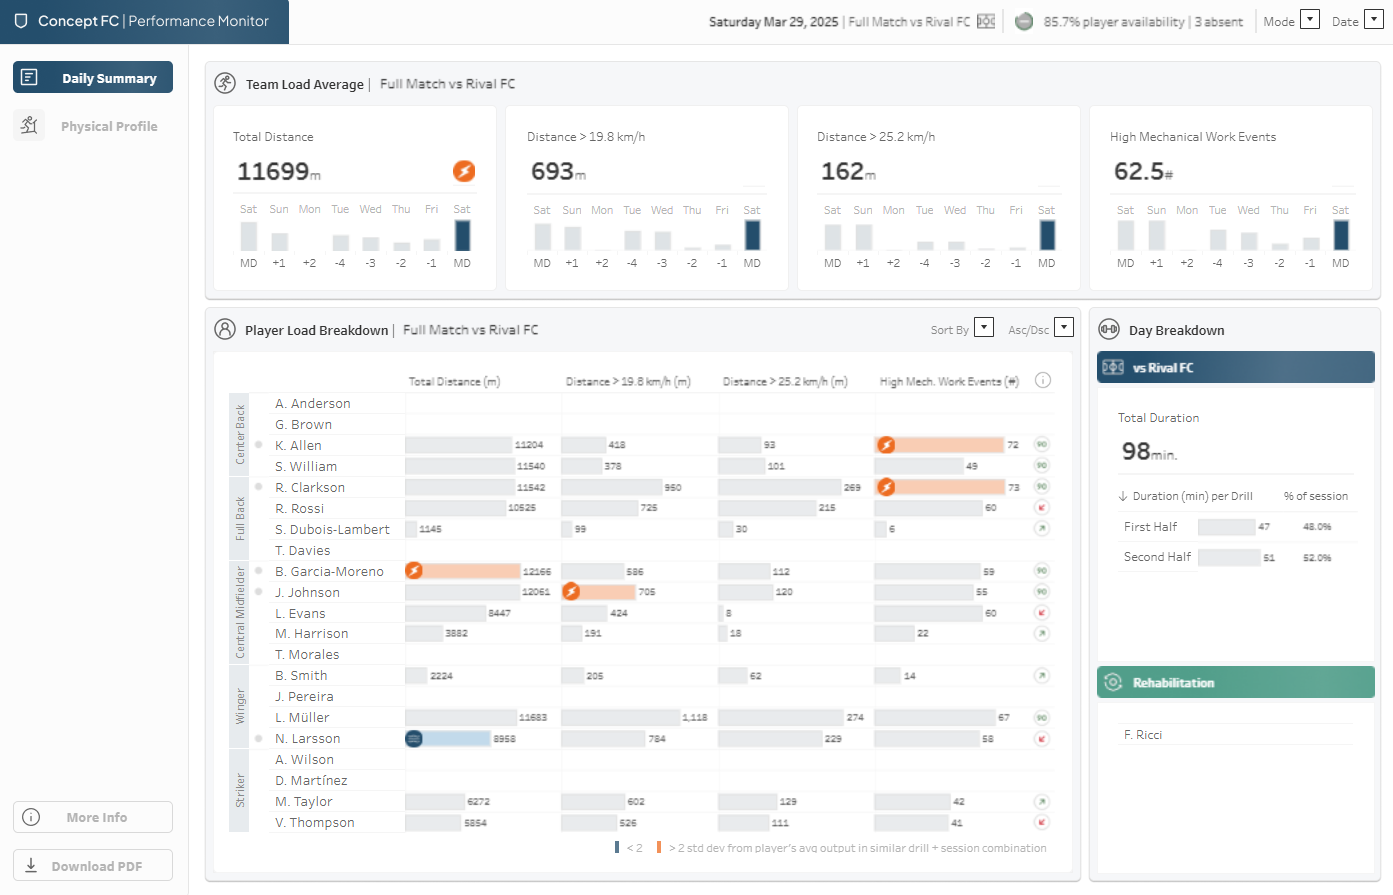 Concept FC | Performance Monitor
Saturday Mar 29, 2025 | Full Match vs Rival FC
85.7% player availability | 3 absent
Mode
Date
Daily Summary
Physical Profile
More Info
Download PDF
Team Load Average | Full Match vs Rival FC
Total Distance
11699m
Sat Sun Mon Tue Wed Thu Fri Sat
MD +1 +2 -4 -3 -2 -1 MD
Distance > 19.8 km/h
693m
Sat Sun Mon Tue Wed Thu Fri Sat
MD +1 +2 -4 -3 -2 -1 MD
Distance > 25.2 km/h
162m
Sat Sun Mon Tue Wed Thu Fri Sat
MD +1 +2 -4 -3 -2 -1 MD
High Mechanical Work Events
62.5#
Sat Sun Mon Tue Wed Thu Fri Sat
MD +1 +2 -4 -3 -2 -1 MD
Player Load Breakdown | Full Match vs Rival FC
Sort By
Asc/Dsc
Total Distance (m) Distance > 19.8 km/h (m) Distance > 25.2 km/h (m) High Mech. Work Events (#)
Center Back
A. Anderson
G. Brown
K. Allen 11204 418 93 72 90
S. William 11540 378 101 49 90
Full Back
R. Clarkson 11542 950 269 73 90
R. Rossi 10525 725 215 60
S. Dubois-Lambert 1145 99 30 6
T. Davies
Central Midfielder
B. Garcia-Moreno 12166 586 112 59 90
J. Johnson 12061 705 120 55 90
L. Evans 8447 424 8 60
M. Harrison 3882 191 18 22
T. Morales
Winger
B. Smith 2224 205 62 14
J. Pereira
L. Müller 11683 1,118 274 67 90
N. Larsson 8958 784 229 58
Striker
A. Wilson
D. Martínez
M. Taylor 6272 602 129 42
V. Thompson 5854 526 111 41
< 2 > 2 std dev from player's avg output in similar drill + session combination
Day Breakdown
vs Rival FC
Total Duration
98min.
↓ Duration (min) per Drill % of session
First Half 47 48.0%
Second Half 51 52.0%
Rehabilitation
F. Ricci